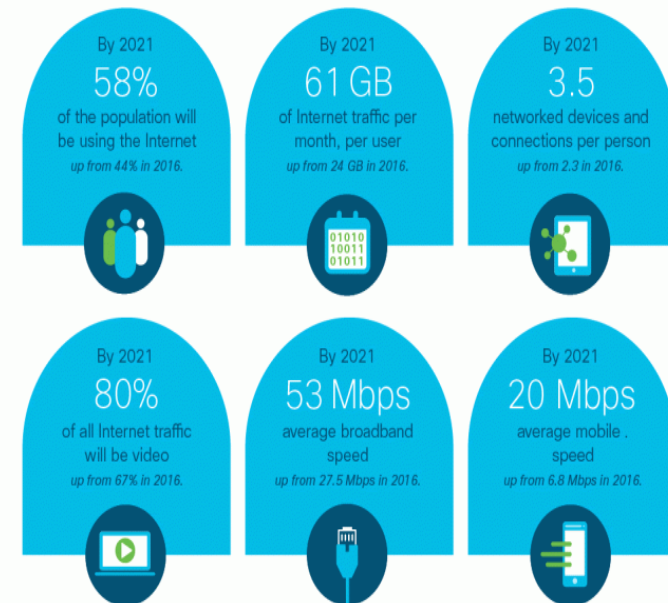 By 2021
58%
of the population will
be using the Internet
up from 44% in 2016.
By 2021
61 GB
of Internet traffic per
month, per user
up from 24 GB in 2016.
01010
10011
01011
By 2021
3.5
networked devices and
connections per person
up from 2.3 in 2016.
By 2021
80%
of all Internet traffic
will be video
up from 67% in 2016.
By 2021
53 Mbps
average broadband
speed
up from 27.5 Mbps in 2016.
By 2021
20 Mbps
average mobile .
speed
up from 6.8 Mbps in 2016.